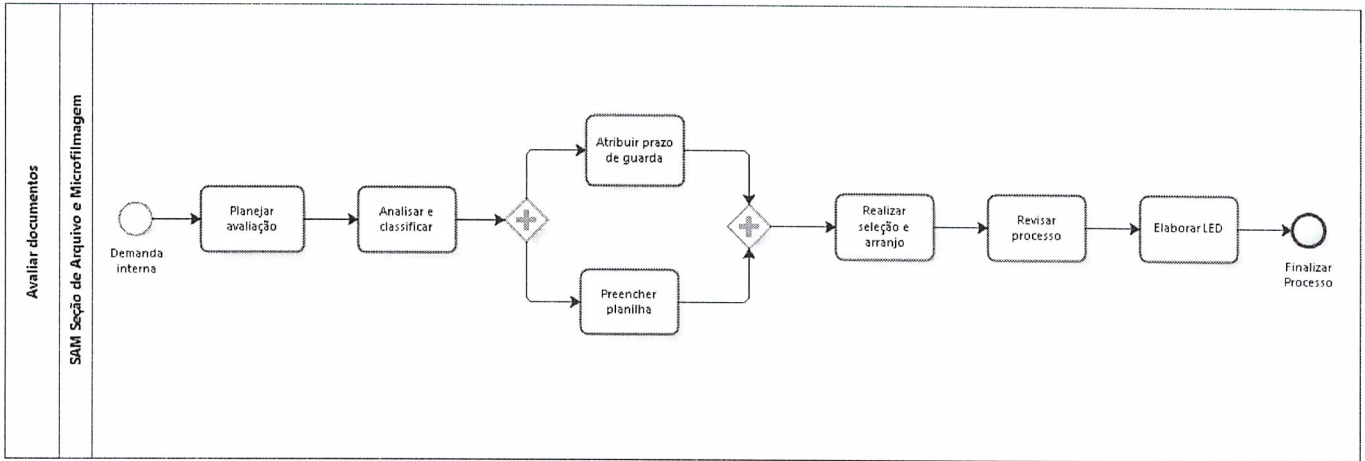 Avaliar documentos
SAM Seção de Arquivo e Microfilmagem
Demanda
interna
Planejar
avaliação
Analisar e
classificar
Atribuir prazo
de guarda
Preencher
planilha
Realizar
seleção e
arranjo
Revisar
processo
Elaborar LED
Finalizar
Processo